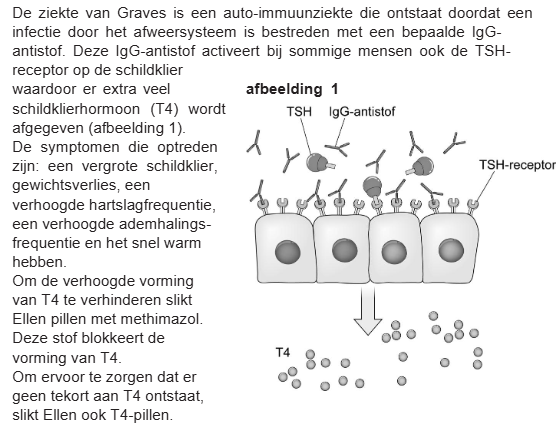 De ziekte van Graves is een auto-immuunziekte die ontstaat doordat een
infectie door het afweersysteem is bestreden met een bepaalde IgG-
antistof. Deze IgG-antistof activeert bij sommige mensen ook de TSH-
receptor op de schildklier
waardoor er extra veel
schildklierhormoon (T4) wordt
afgegeven (afbeelding 1).
De symptomen die optreden
zijn: een vergrote schildklier,
gewichtsverlies, een
verhoogde hartslagfrequentie,
een verhoogde ademhalings-
frequentie en het snel warm
hebben.
Om de verhoogde vorming
van T4 te verhinderen slikt
Ellen pillen met methimazol.
Deze stof blokkeert de
vorming van T4.
Om ervoor te zorgen dat er
geen tekort aan T4 ontstaat,
slikt Ellen ook T4-pillen.
afbeelding 1
TSH IgG-antistof
TSH-receptor
T4